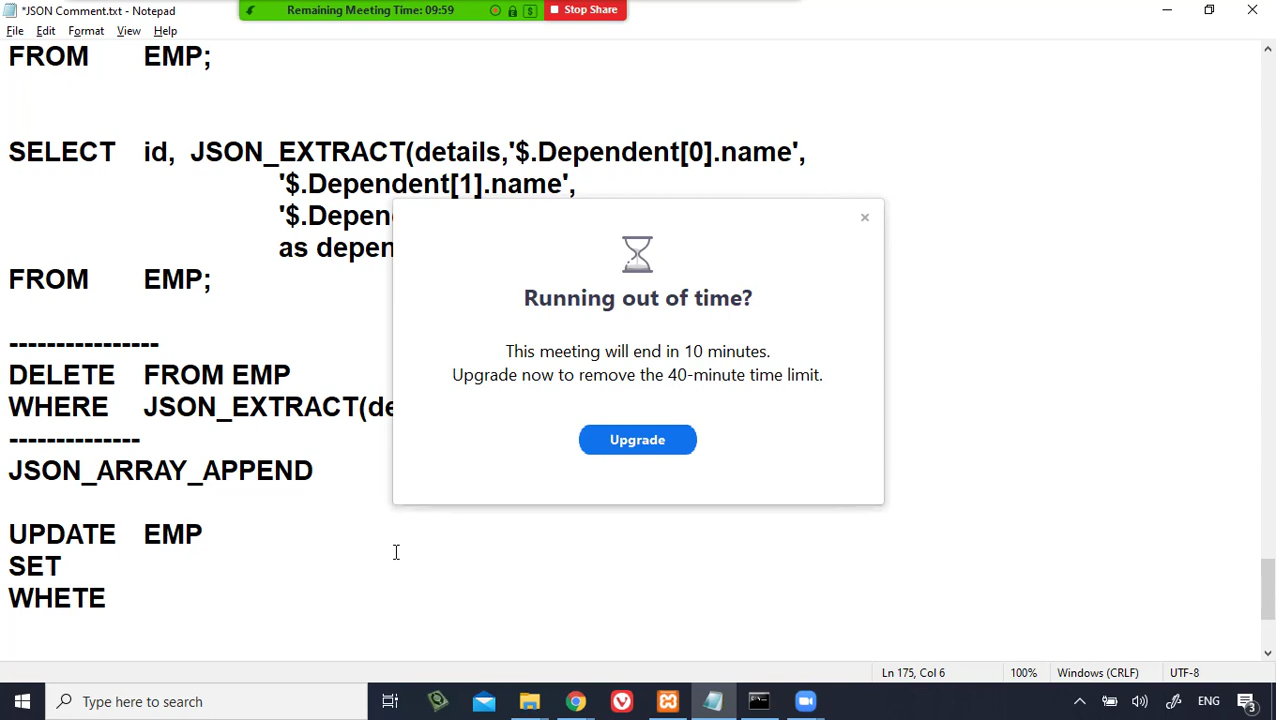 *JSON Comment.txt - Notepad
Remaining Meeting Time: 09:59
Stop Share
File Edit Format View Help
FROM EMP;
SELECT id, JSON_EXTRACT(details,'$.Dependent[0].name',
'$.Dependent[1].name',
'$.Depen
as depen
FROM EMP;
----------------
DELETE FROM EMP
WHERE JSON_EXTRACT(de
--------------
JSON_ARRAY_APPEND
UPDATE EMP
SET
WHETE
Running out of time?
This meeting will end in 10 minutes.
Upgrade now to remove the 40-minute time limit.
Upgrade
Ln 175, Col 6 100% Windows (CRLF) UTF-8
Type here to search
ENG
3